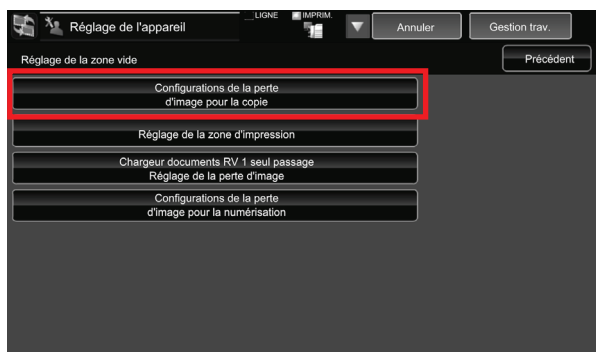 Réglage de l'appareil
LIGNE
IMPRIM.
Annuler
Gestion trav.
Réglage de la zone vide
Précédent
Configurations de la perte
d'image pour la copie
Réglage de la zone d'impression
Chargeur documents RV 1 seul passage
Réglage de la perte d'image
Configurations de la perte
d'image pour la numérisation